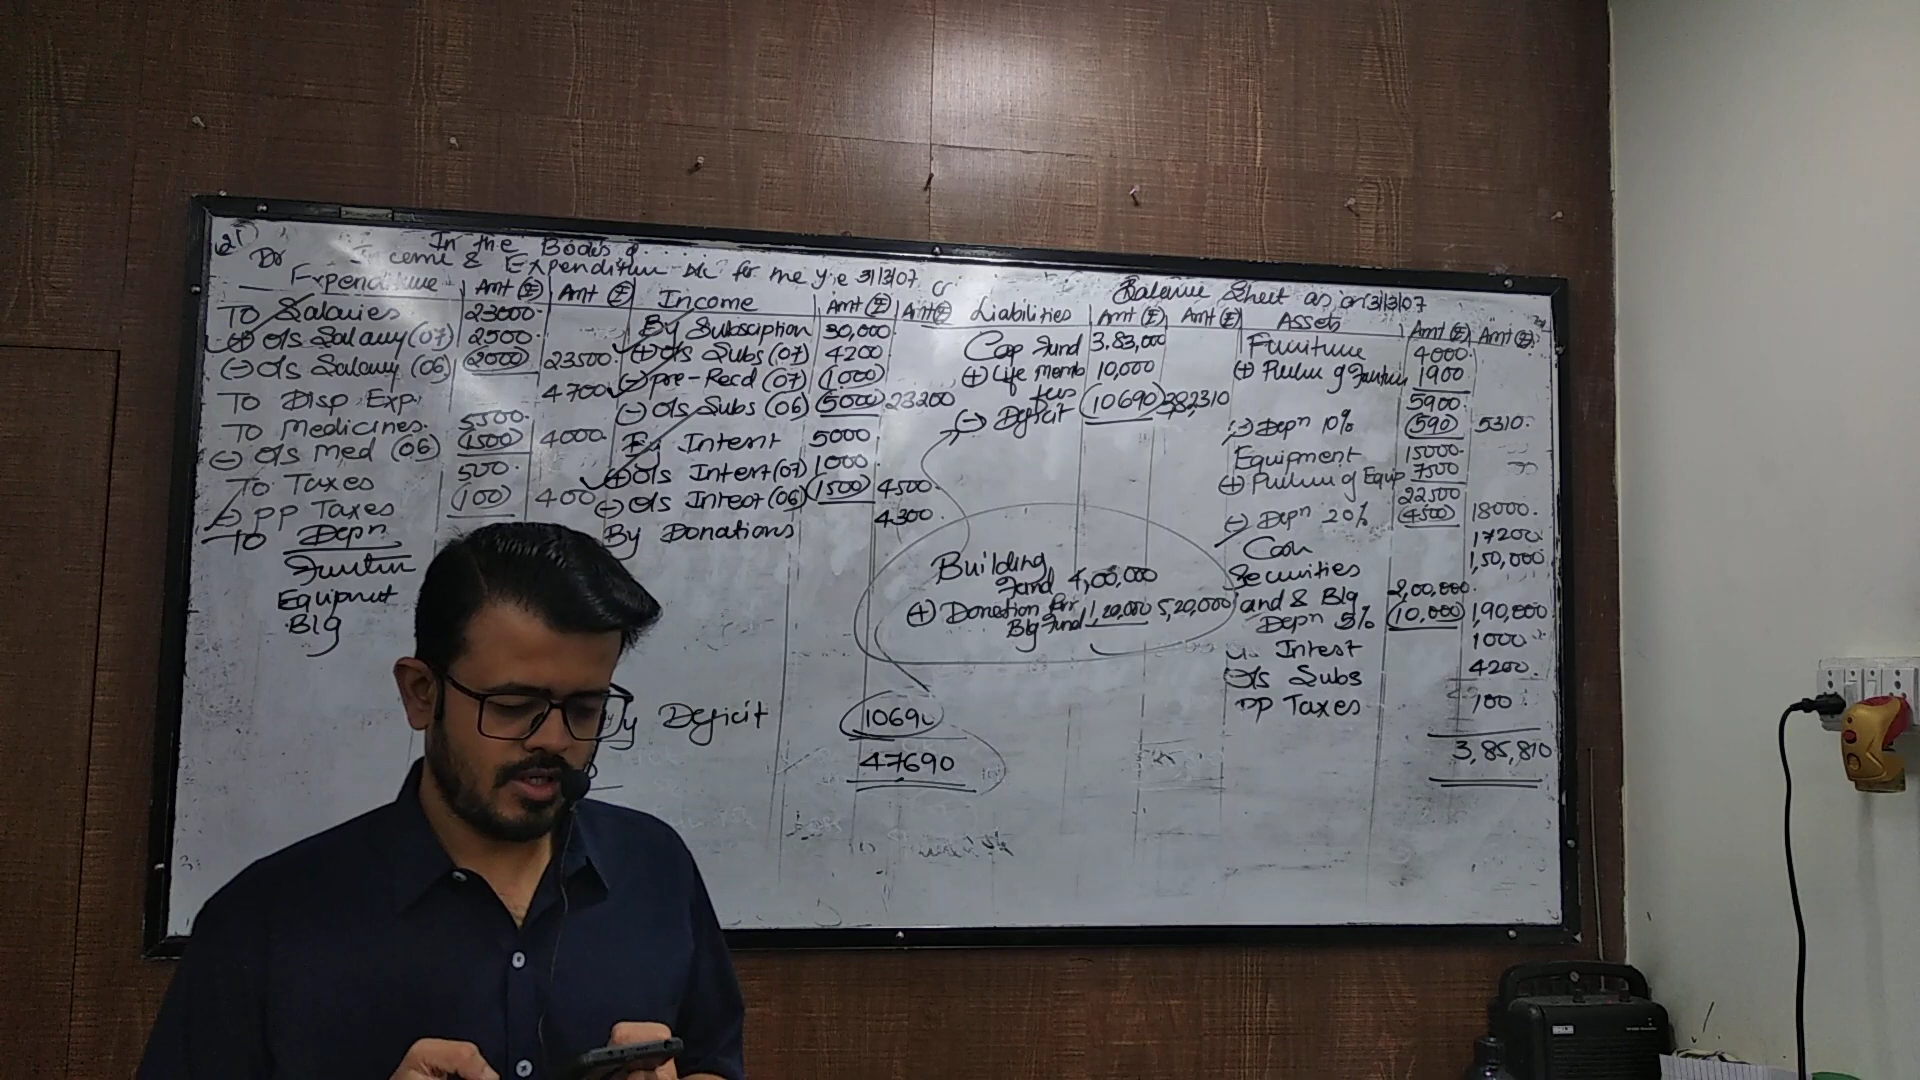 21)
In the Books of....
Dr Income & Expenditure A/c for the y.e 31/3/07 Cr
Expenditure Amt (₹) Amt (₹) Income Amt (₹) Amt (₹)
To Salaries 23000
(+) O/s Salary (07) 2500
(-) O/s Salary (06) (2000) 23500
To Disp Exp. 4700
To Medicines. 5500
(-) O/s Med (06) (1500) 4000
To Taxes 500
(-) PP Taxes (100) 400
To Depn
Furniture
Equipment
Blg
By Subsciption 30,000
(+) O/s Subs (07) 4200
(-) Pre-Recd (07) (1000)
(-) O/s Subs (06) (5000) 23200
By Interst 5000
(+) O/s Interst (07) 1000
(-) O/s Interst (06) (1500) 4500
By Donations 4300
Deficit 10690
47690
Balance Sheet as on 31/3/07
Liabilities Amt (₹) Amt (₹) Assets Amt (₹) Amt (₹)
Cap Fund 3,83,000
(+) Life Memb fees 10,000
(-) Deficit (10690) 382310
Building Fund 4,00,000
(+) Donation for Blg Fund 1,20,000 5,20,000
Furniture 4000
(+) Purchase of Furniture 1900
5900
(-) Depn 10% (590) 5310
Equipment 15000
(+) Purchase of Equip 7500
22500
(-) Depn 20% (4500) 18000
Cash 17200
Securities 1,50,000
and & Blg 2,00,000
Depn 5% (10,000) 1,90,000
Interst 1000
O/s Subs 4200
PP Taxes 100
3,85,810